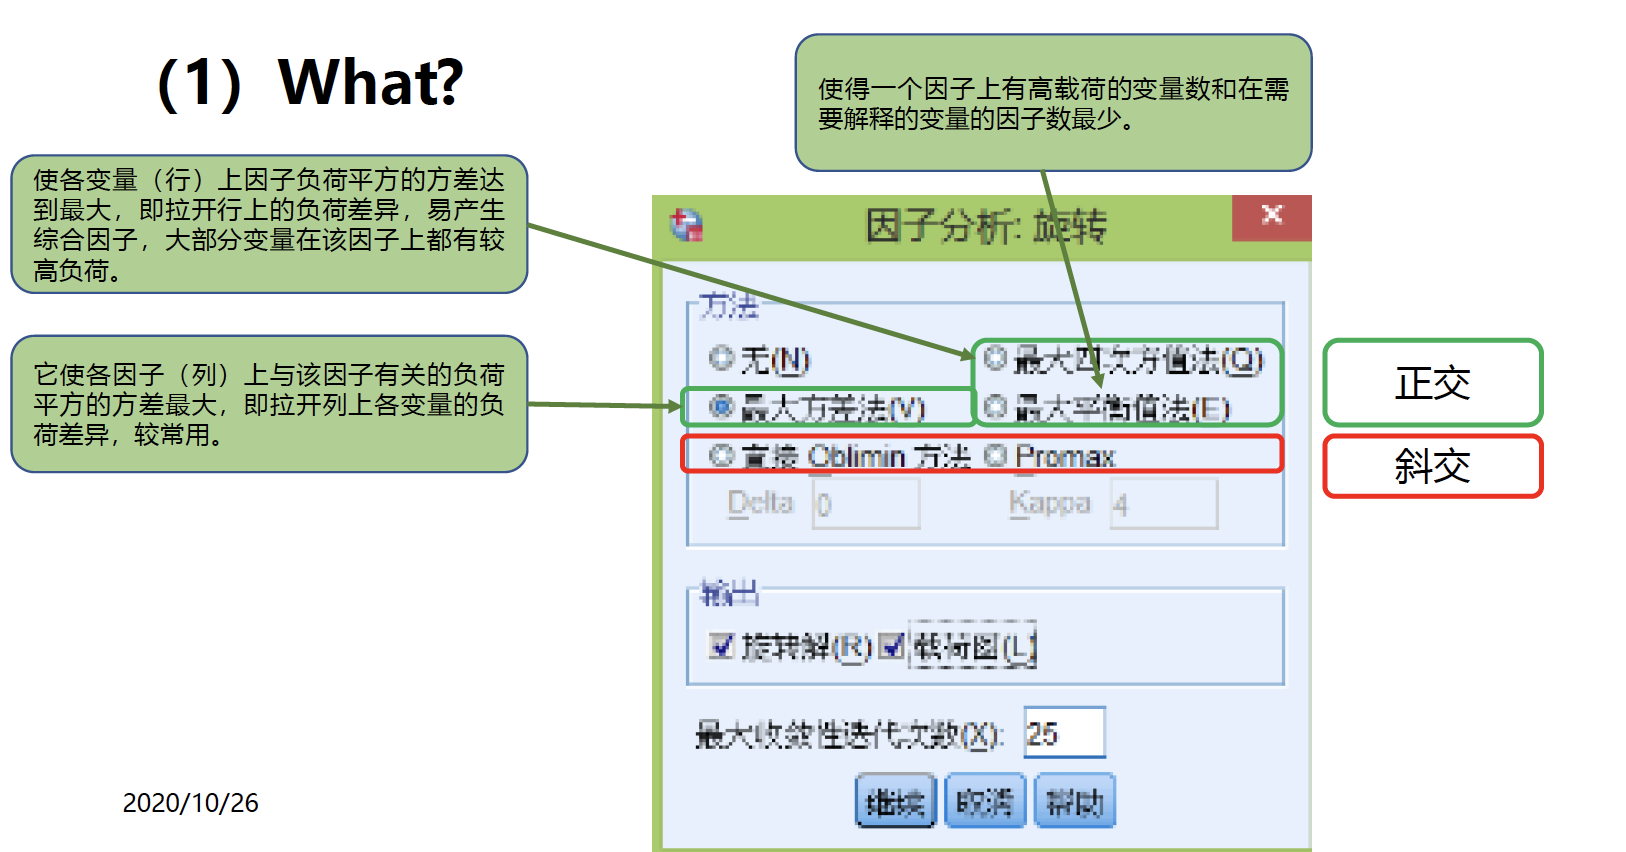 （1）What?
使得一个因子上有高载荷的变量数和在需
要解释的变量的因子数最少。
使各变量（行）上因子负荷平方的方差达
到最大，即拉开行上的负荷差异，易产生
综合因子，大部分变量在该因子上都有较
高负荷。
它使各因子（列）上与该因子有关的负荷
平方的方差最大，即拉开列上各变量的负
荷差异，较常用。
因子分析: 旋转
方法
无(N) 最大四次方值法(Q)
最大方差法(V) 最大平衡值法(E)
直接 Oblimin 方法 Promax
Delta 0 Kappa 4
正交
斜交
输出
旋转解(R) 载荷图(L)
最大收敛性迭代次数(X): 25
继续 取消 帮助
2020/10/26